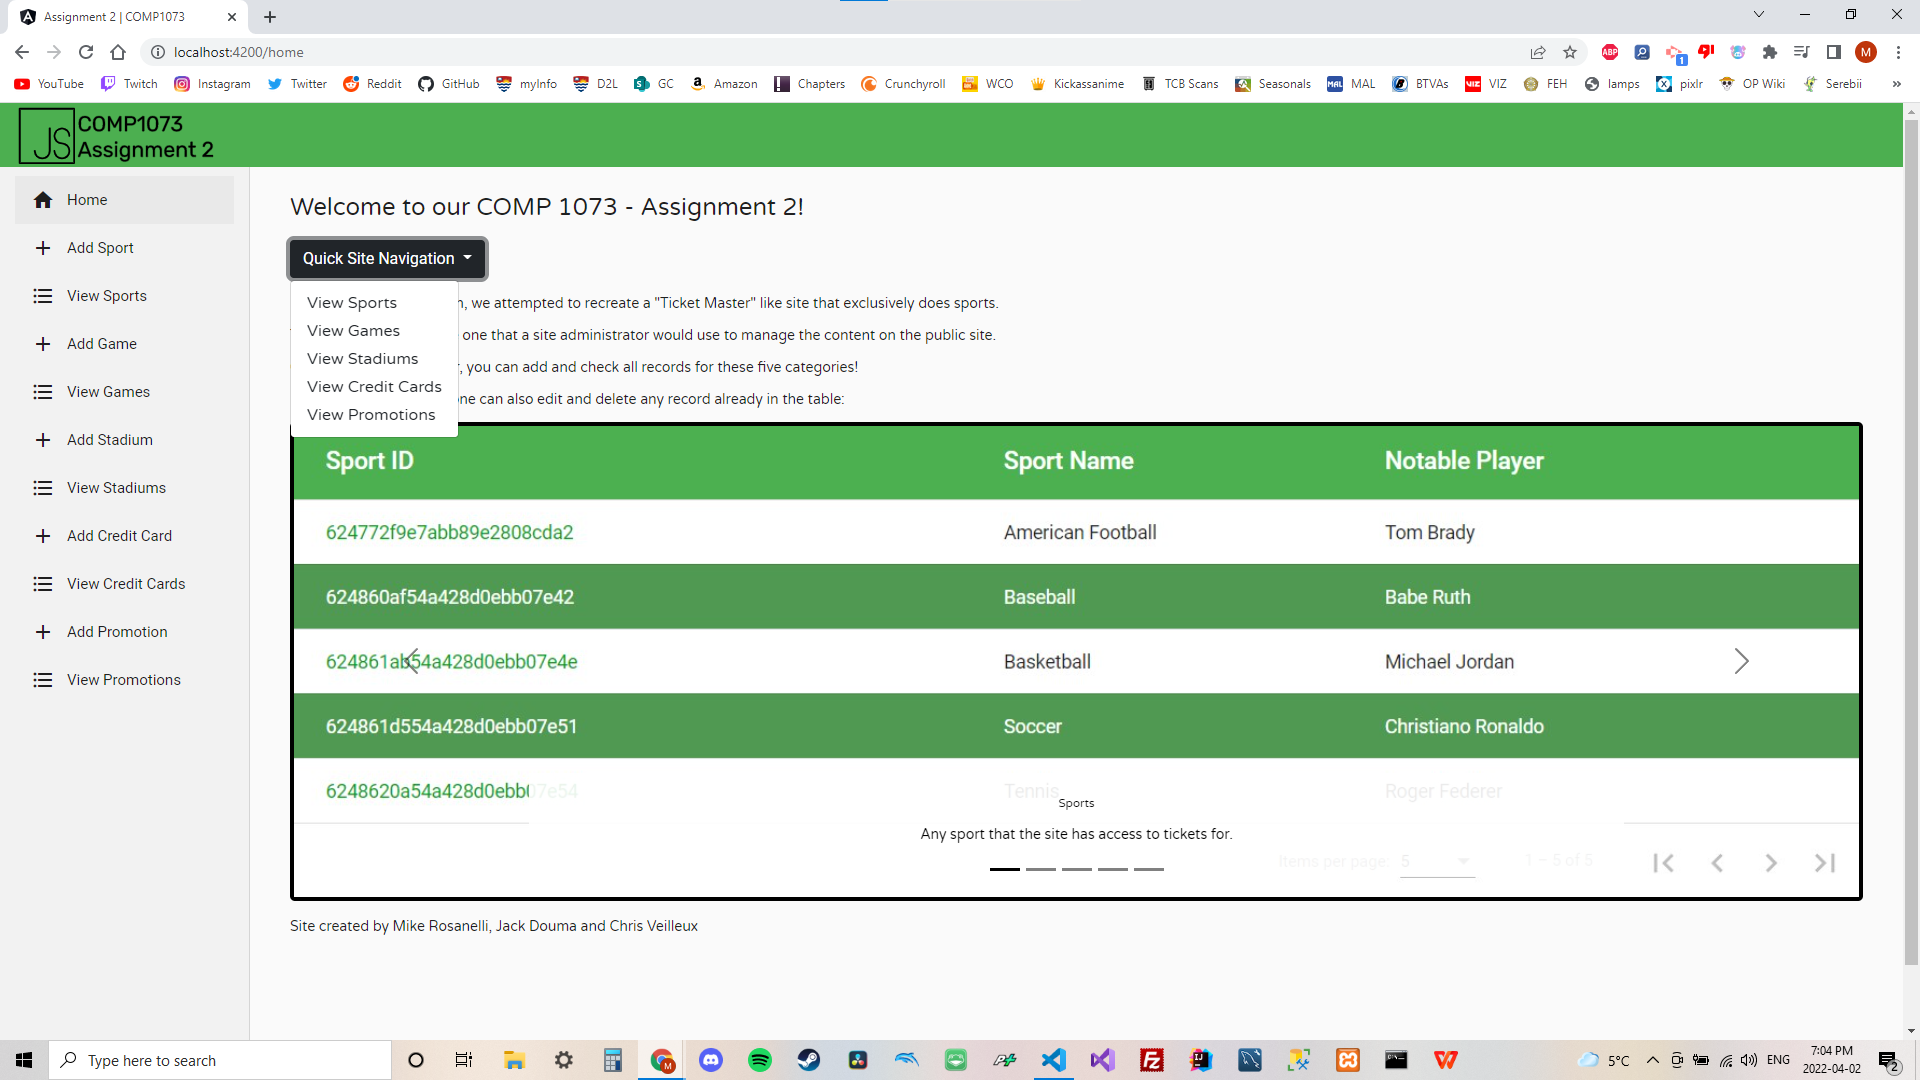 Assignment 2 | COMP1073
localhost:4200/home
ABP
1
M
YouTube Twitch Instagram Twitter Reddit GitHub myInfo D2L GC Amazon Chapters Crunchyroll WCO Kickassanime TCB Scans Seasonals MAL MAL BTVAs VIZ VIZ FEH lamps pixlr OP Wiki Serebii »
JS COMP1073
Assignment 2
Home
Add Sport
View Sports
Add Game
View Games
Add Stadium
View Stadiums
Add Credit Card
View Credit Cards
Add Promotion
View Promotions
Welcome to our COMP 1073 - Assignment 2!
Quick Site Navigation
View Sports
View Games
View Stadiums
View Credit Cards
View Promotions
, we attempted to recreate a "Ticket Master" like site that exclusively does sports.
one that a site administrator would use to manage the content on the public site.
, you can add and check all records for these five categories!
one can also edit and delete any record already in the table:
Sport ID Sport Name Notable Player
624772f9e7abb89e2808cda2 American Football Tom Brady
624860af54a428d0ebb07e42 Baseball Babe Ruth
624861ab54a428d0ebb07e4e Basketball Michael Jordan
624861d554a428d0ebb07e51 Soccer Christiano Ronaldo
6248620a54a428d0ebb07e54 Tennis Roger Federer
Sports
Any sport that the site has access to tickets for.
Items per page: 5 1 – 5 of 5
Site created by Mike Rosanelli, Jack Douma and Chris Veilleux
Type here to search
M
5°C
ENG
7:04 PM
2022-04-02
2